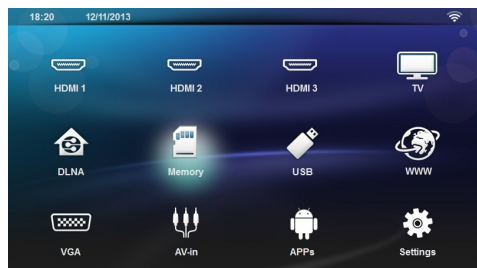 18:20 12/11/2013
HDMI 1 HDMI 2 HDMI 3 TV
DLNA Memory USB WWW
VGA AV-in APPs Settings